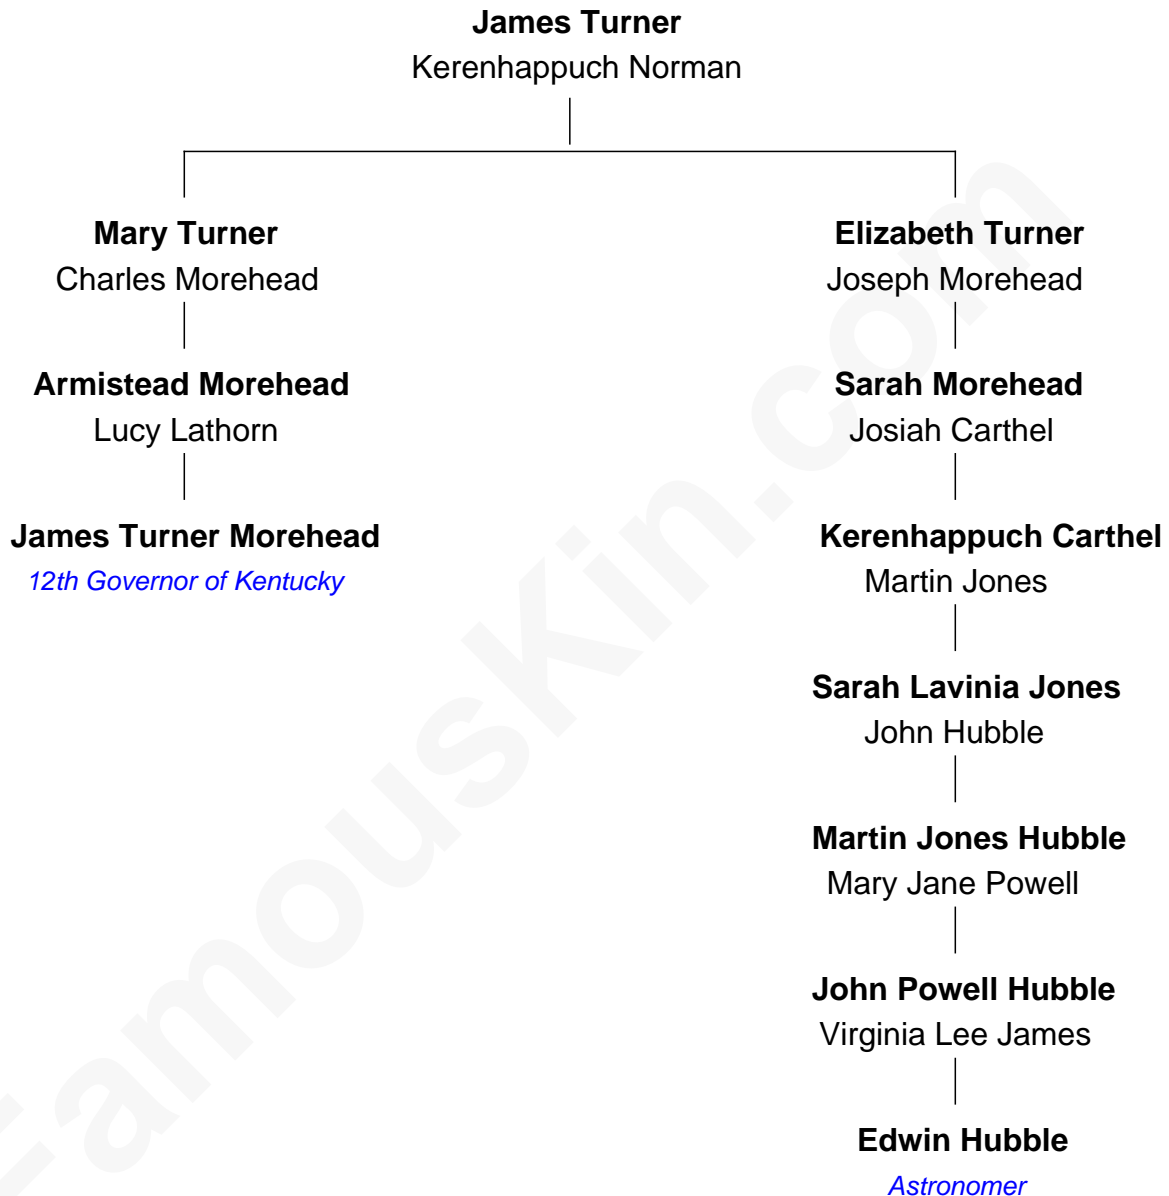 James Turner
Kerenhappuch Norman
Mary Turner
Charles Morehead
Elizabeth Turner
Joseph Morehead
Armistead Morehead
Lucy Lathorn
Sarah Morehead
Josiah Carthel
James Turner Morehead
12th Governor of Kentucky
Kerenhappuch Carthel
Martin Jones
Sarah Lavinia Jones
John Hubble
Martin Jones Hubble
Mary Jane Powell
John Powell Hubble
Virginia Lee James
Edwin Hubble
Astronomer
FamousKin.com